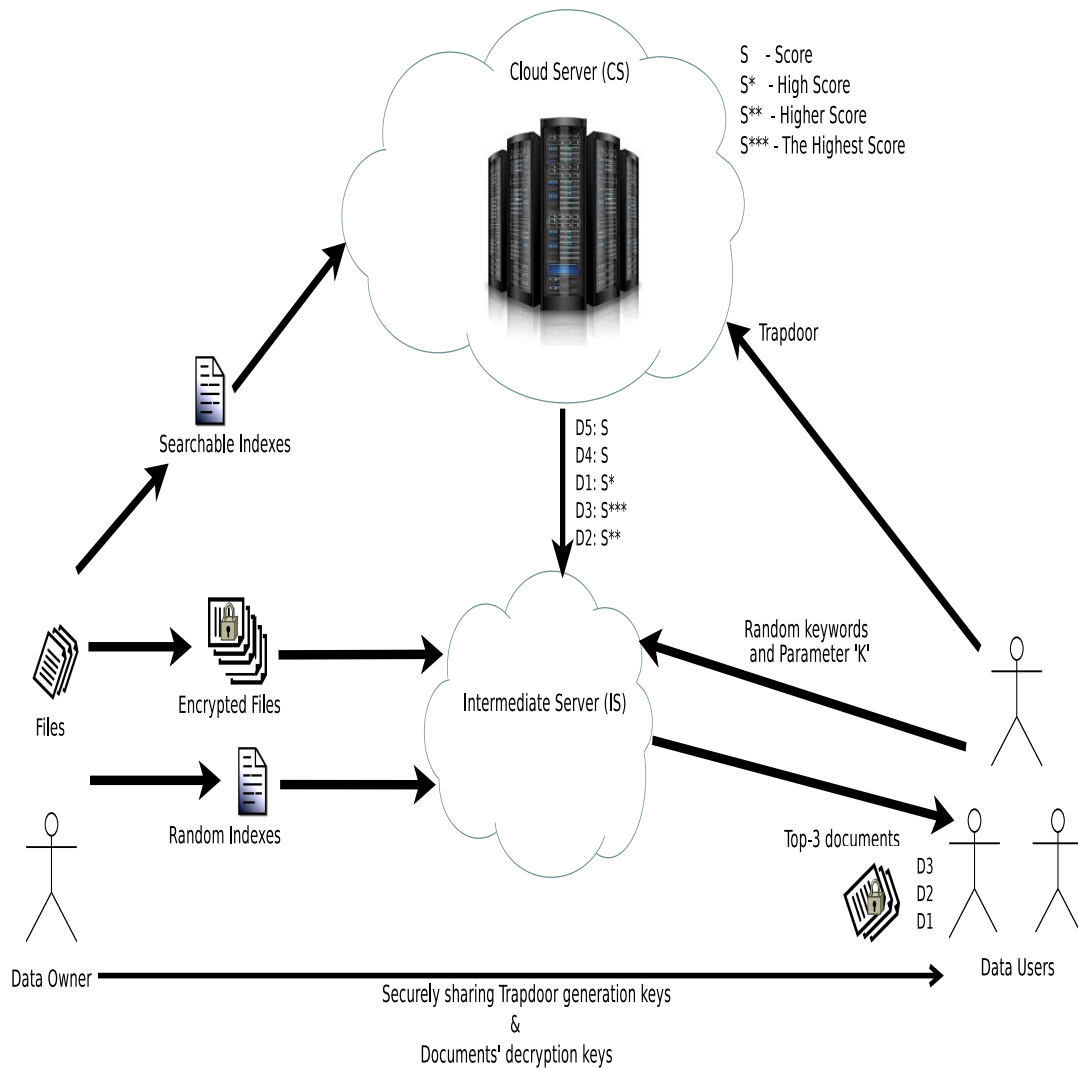 Cloud Server (CS)
S - Score
S* - High Score
S** - Higher Score
S*** - The Highest Score
Trapdoor
Searchable Indexes
D5: S
D4: S
D1: S*
D3: S***
D2: S**
Random keywords
and Parameter 'K'
Encrypted Files
Intermediate Server (IS)
Files
Random Indexes
Top-3 documents
D3
D2
D1
Data Owner
Data Users
Securely sharing Trapdoor generation keys
&
Documents' decryption keys